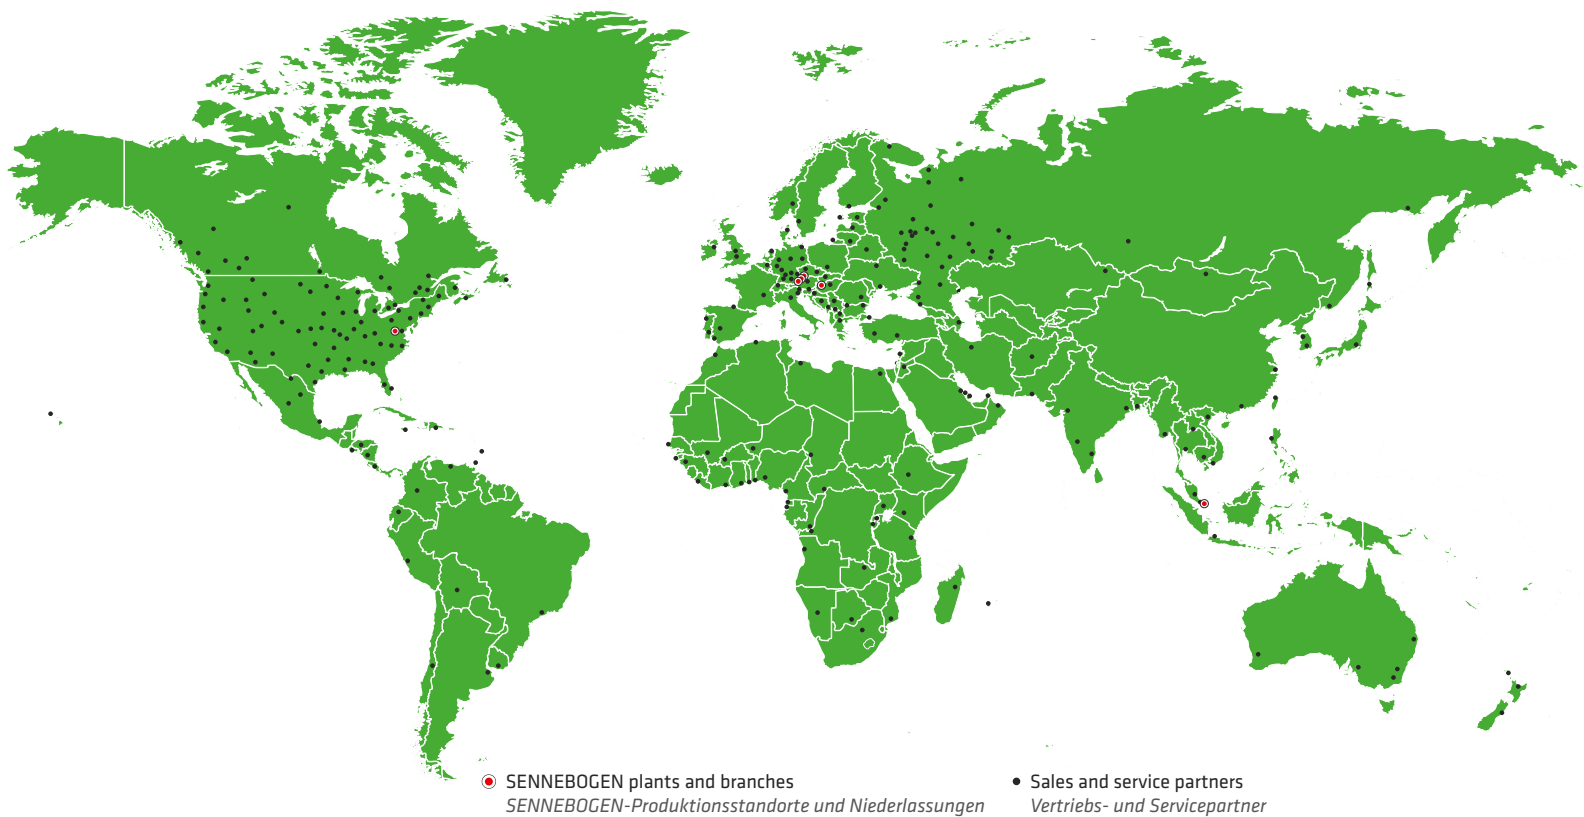 SENNEBOGEN plants and branches
SENNEBOGEN-Produktionsstandorte und Niederlassungen
Sales and service partners
Vertriebs- und Servicepartner